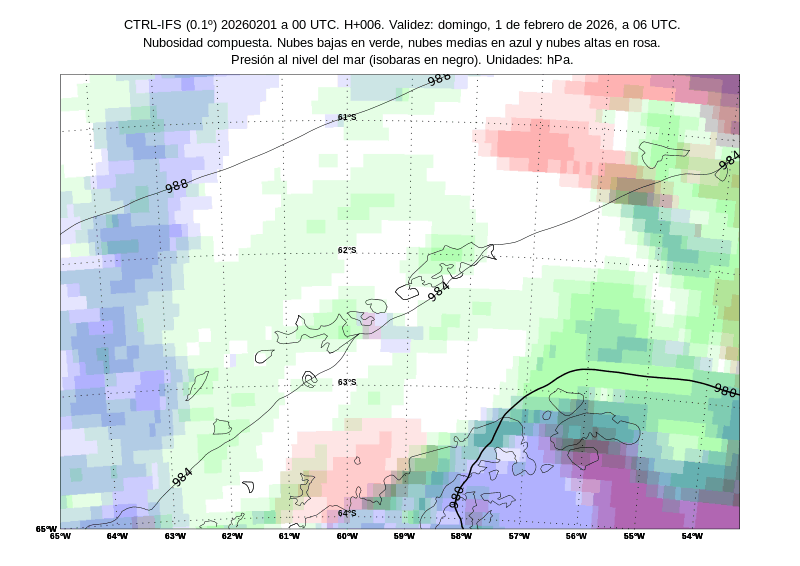 CTRL-IFS (0.1º) 20260201 a 00 UTC. H+006. Validez: domingo, 1 de febrero de 2026, a 06 UTC.
Nubosidad compuesta. Nubes bajas en verde, nubes medias en azul y nubes altas en rosa.
Presión al nivel del mar (isobaras en negro). Unidades: hPa.
988
61°S
984
988
62°S
984
63°S
980
984
980
64°S
65°W
65°W 64°W 63°W 62°W 61°W 60°W 59°W 58°W 57°W 56°W 55°W 54°W